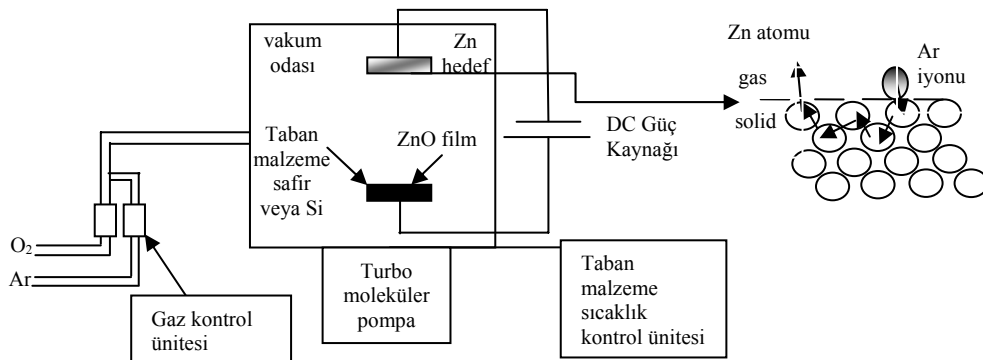 vakum
odası
Zn
hedef
Zn atomu
Ar
iyonu
gas
solid
DC Güç
Kaynağı
Taban
malzeme
safir
veya Si
ZnO film
O₂
Ar
Gaz kontrol
ünitesi
Turbo
moleküler
pompa
Taban
malzeme
sıcaklık
kontrol ünitesi